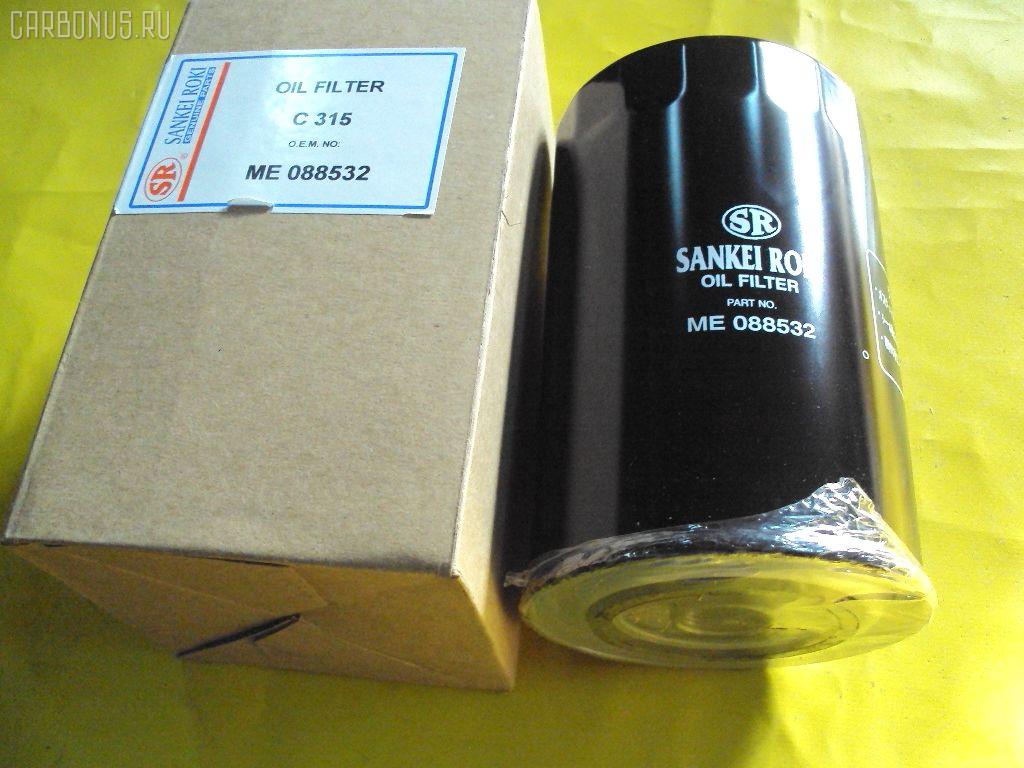 CARBONUS.RU
SR
®
SANKEI ROKI
GENUINE PARTS
OIL FILTER
C 315
O.E.M. NO:
ME 088532
SR
SANKEI
OIL FILTER
PART NO.
ME 088532